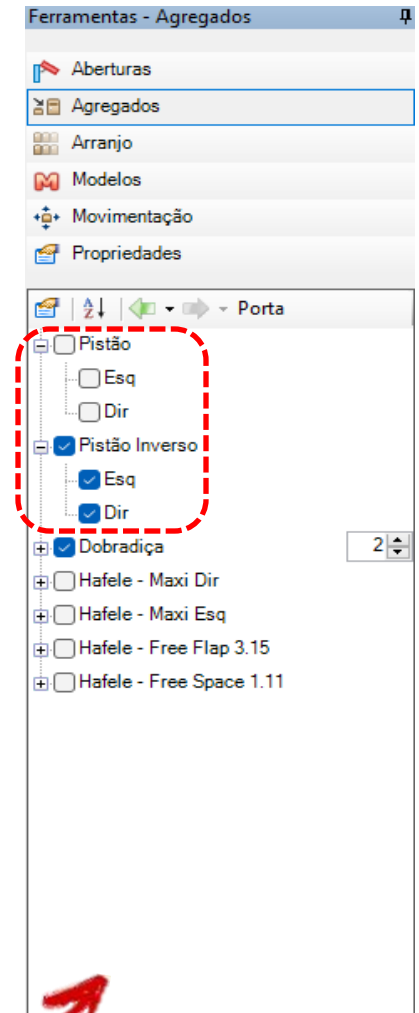 Ferramentas - Agregados
Aberturas
Agregados
Arranjo
Modelos
Movimentação
Propriedades
Porta
Pistão
Esq
Dir
Pistão Inverso
Esq
Dir
Dobradiça 2
Hafele - Maxi Dir
Hafele - Maxi Esq
Hafele - Free Flap 3.15
Hafele - Free Space 1.11